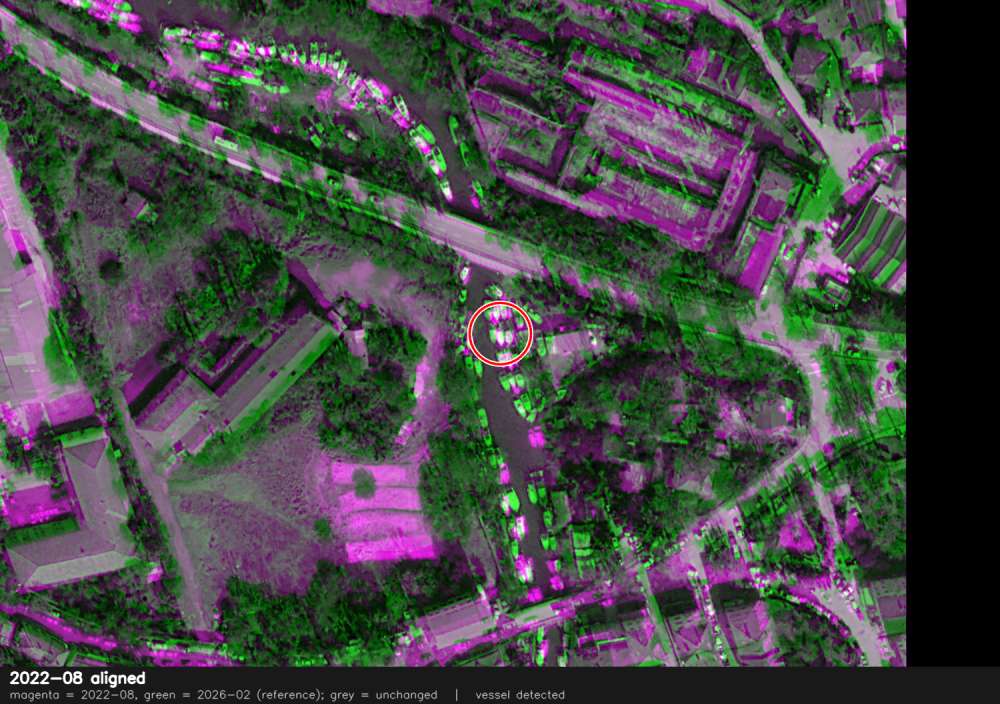 2022-08 aligned
magenta = 2022-08, green = 2026-02 (reference); grey = unchanged | vessel detected